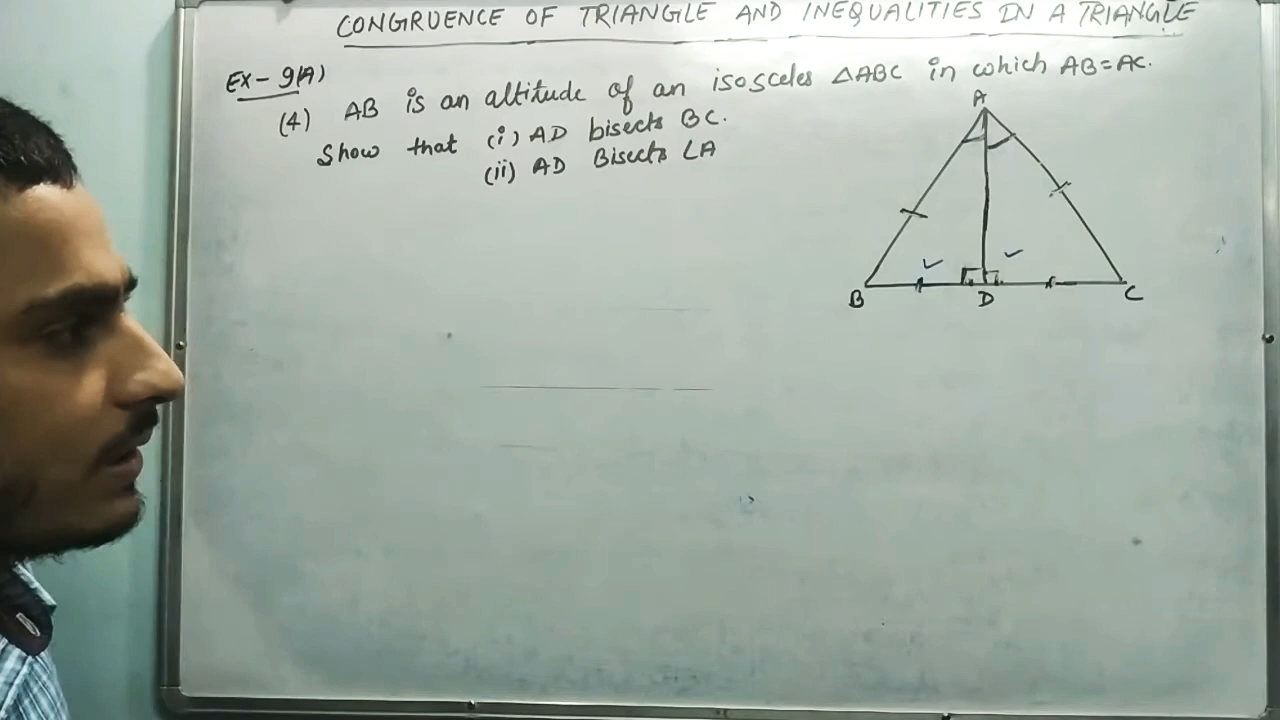 CONGRUENCE OF TRIANGLE AND INEQUALITIES IN A TRIANGLE
Ex- 9(A)
(4) AB is an altitude of an isosceles △ABC in which AB=AC.
Show that (i) AD bisects BC.
(ii) AD Bisects ∠A
A
B
D
C